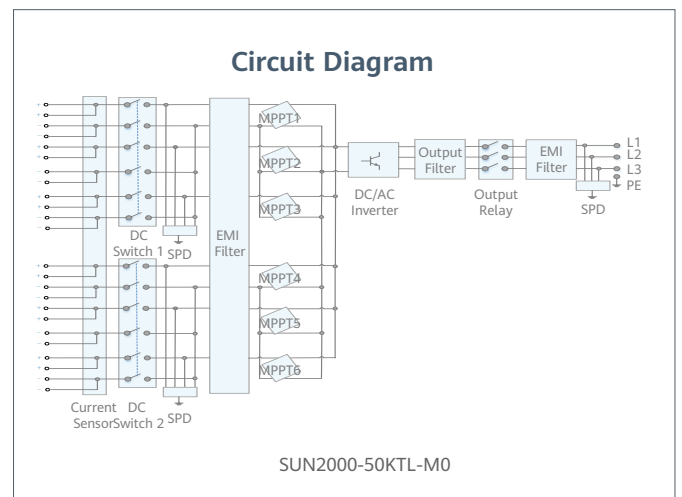 Circuit Diagram
MPPT1
MPPT2
MPPT3
MPPT4
MPPT5
MPPT6
DC
Switch 1
SPD
EMI
Filter
DC/AC
Inverter
Output
Filter
Output
Relay
EMI
Filter
SPD
L1
L2
L3
PE
Current
Sensor
DC
Switch 2
SPD
SUN2000-50KTL-M0